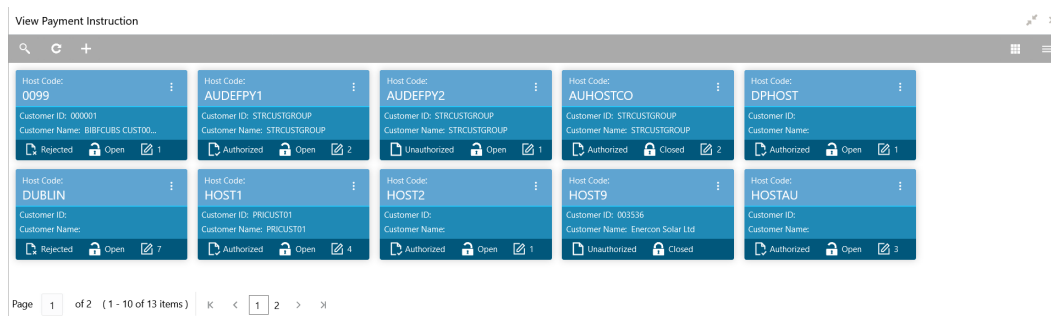 View Payment Instruction
Host Code: Host Code: Host Code: Host Code: Host Code:
0099 AUDEFPY1 AUDEFPY2 AUHOSTCO DPHOST
Customer ID: 000001 Customer ID: STRCUSTGROUP Customer ID: STRCUSTGROUP Customer ID: STRCUSTGROUP Customer ID:
Customer Name: BIBFCUBS CUST00... Customer Name: STRCUSTGROUP Customer Name: STRCUSTGROUP Customer Name: STRCUSTGROUP Customer Name:
Rejected Open 1 Authorized Open 2 Unauthorized Open 1 Authorized Closed 2 Authorized Open 1
Host Code: Host Code: Host Code: Host Code: Host Code:
DUBLIN HOST1 HOST2 HOST9 HOSTAU
Customer ID: Customer ID: PRICUST01 Customer ID: Customer ID: 003536 Customer ID:
Customer Name: Customer Name: PRICUST01 Customer Name: Customer Name: Enercon Solar Ltd Customer Name:
Rejected Open 7 Authorized Open 4 Authorized Open 1 Unauthorized Closed Authorized Open 3
Page 1 of 2 ( 1 - 10 of 13 items ) 1 2